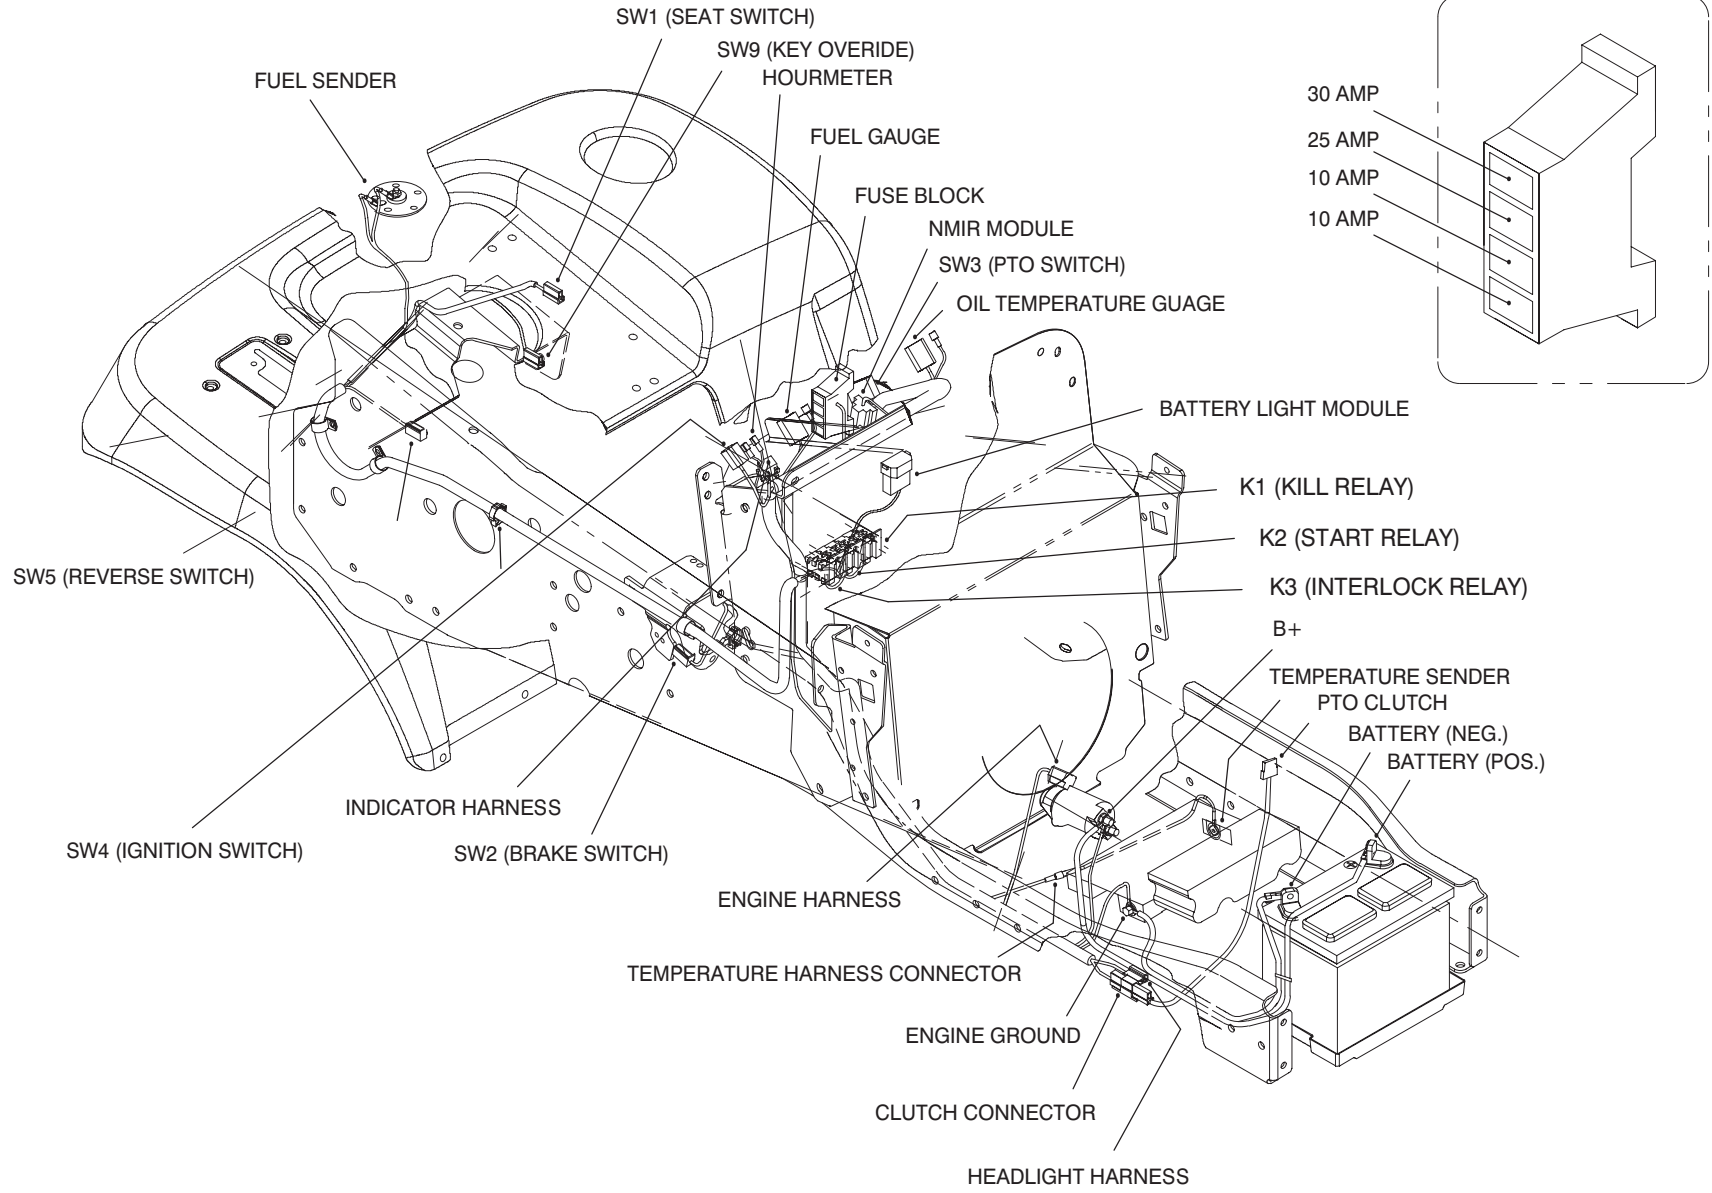 SW1 (SEAT SWITCH)
SW9 (KEY OVERIDE)
HOURMETER
FUEL SENDER
FUEL GAUGE
FUSE BLOCK
NMIR MODULE
SW3 (PTO SWITCH)
OIL TEMPERATURE GUAGE
30 AMP
25 AMP
10 AMP
10 AMP
BATTERY LIGHT MODULE
K1 (KILL RELAY)
K2 (START RELAY)
K3 (INTERLOCK RELAY)
B+
TEMPERATURE SENDER
PTO CLUTCH
BATTERY (NEG.)
BATTERY (POS.)
SW5 (REVERSE SWITCH)
INDICATOR HARNESS
SW4 (IGNITION SWITCH)
SW2 (BRAKE SWITCH)
ENGINE HARNESS
TEMPERATURE HARNESS CONNECTOR
ENGINE GROUND
CLUTCH CONNECTOR
HEADLIGHT HARNESS